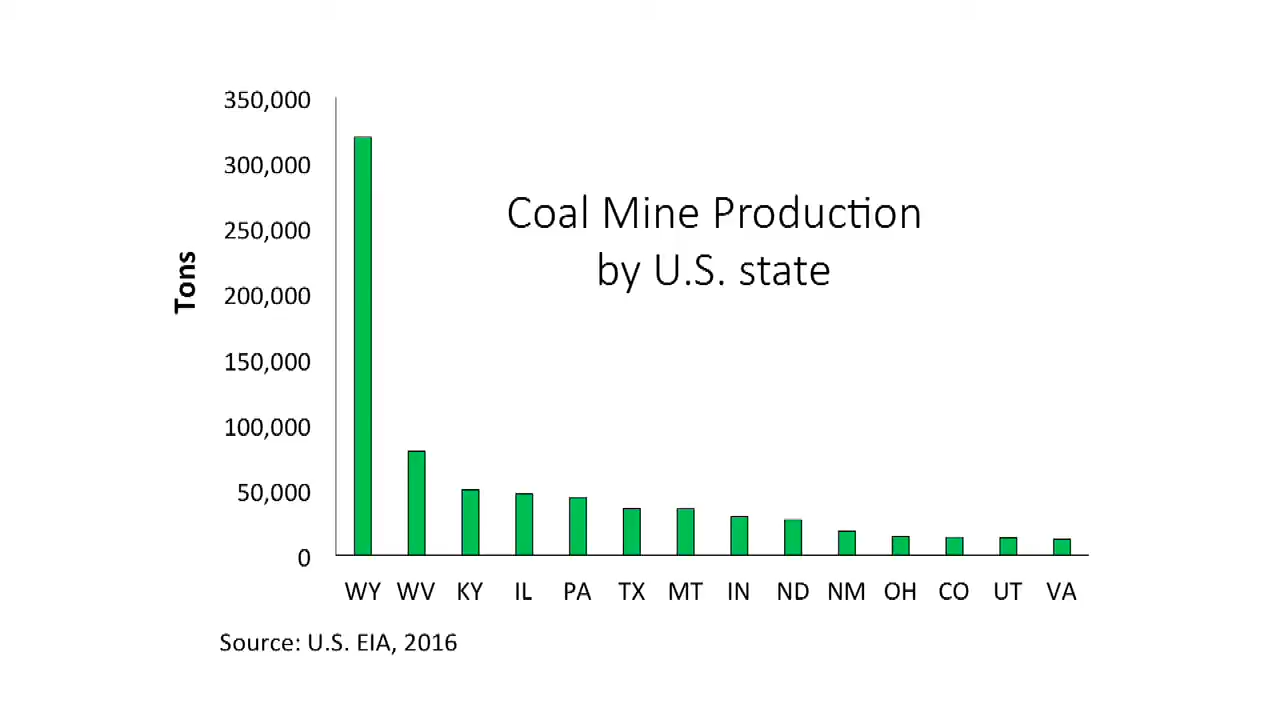 Coal Mine Production
by U.S. state
Tons
350,000
300,000
250,000
200,000
150,000
100,000
50,000
0
WY WV KY IL PA TX MT IN ND NM OH CO UT VA
Source: U.S. EIA, 2016